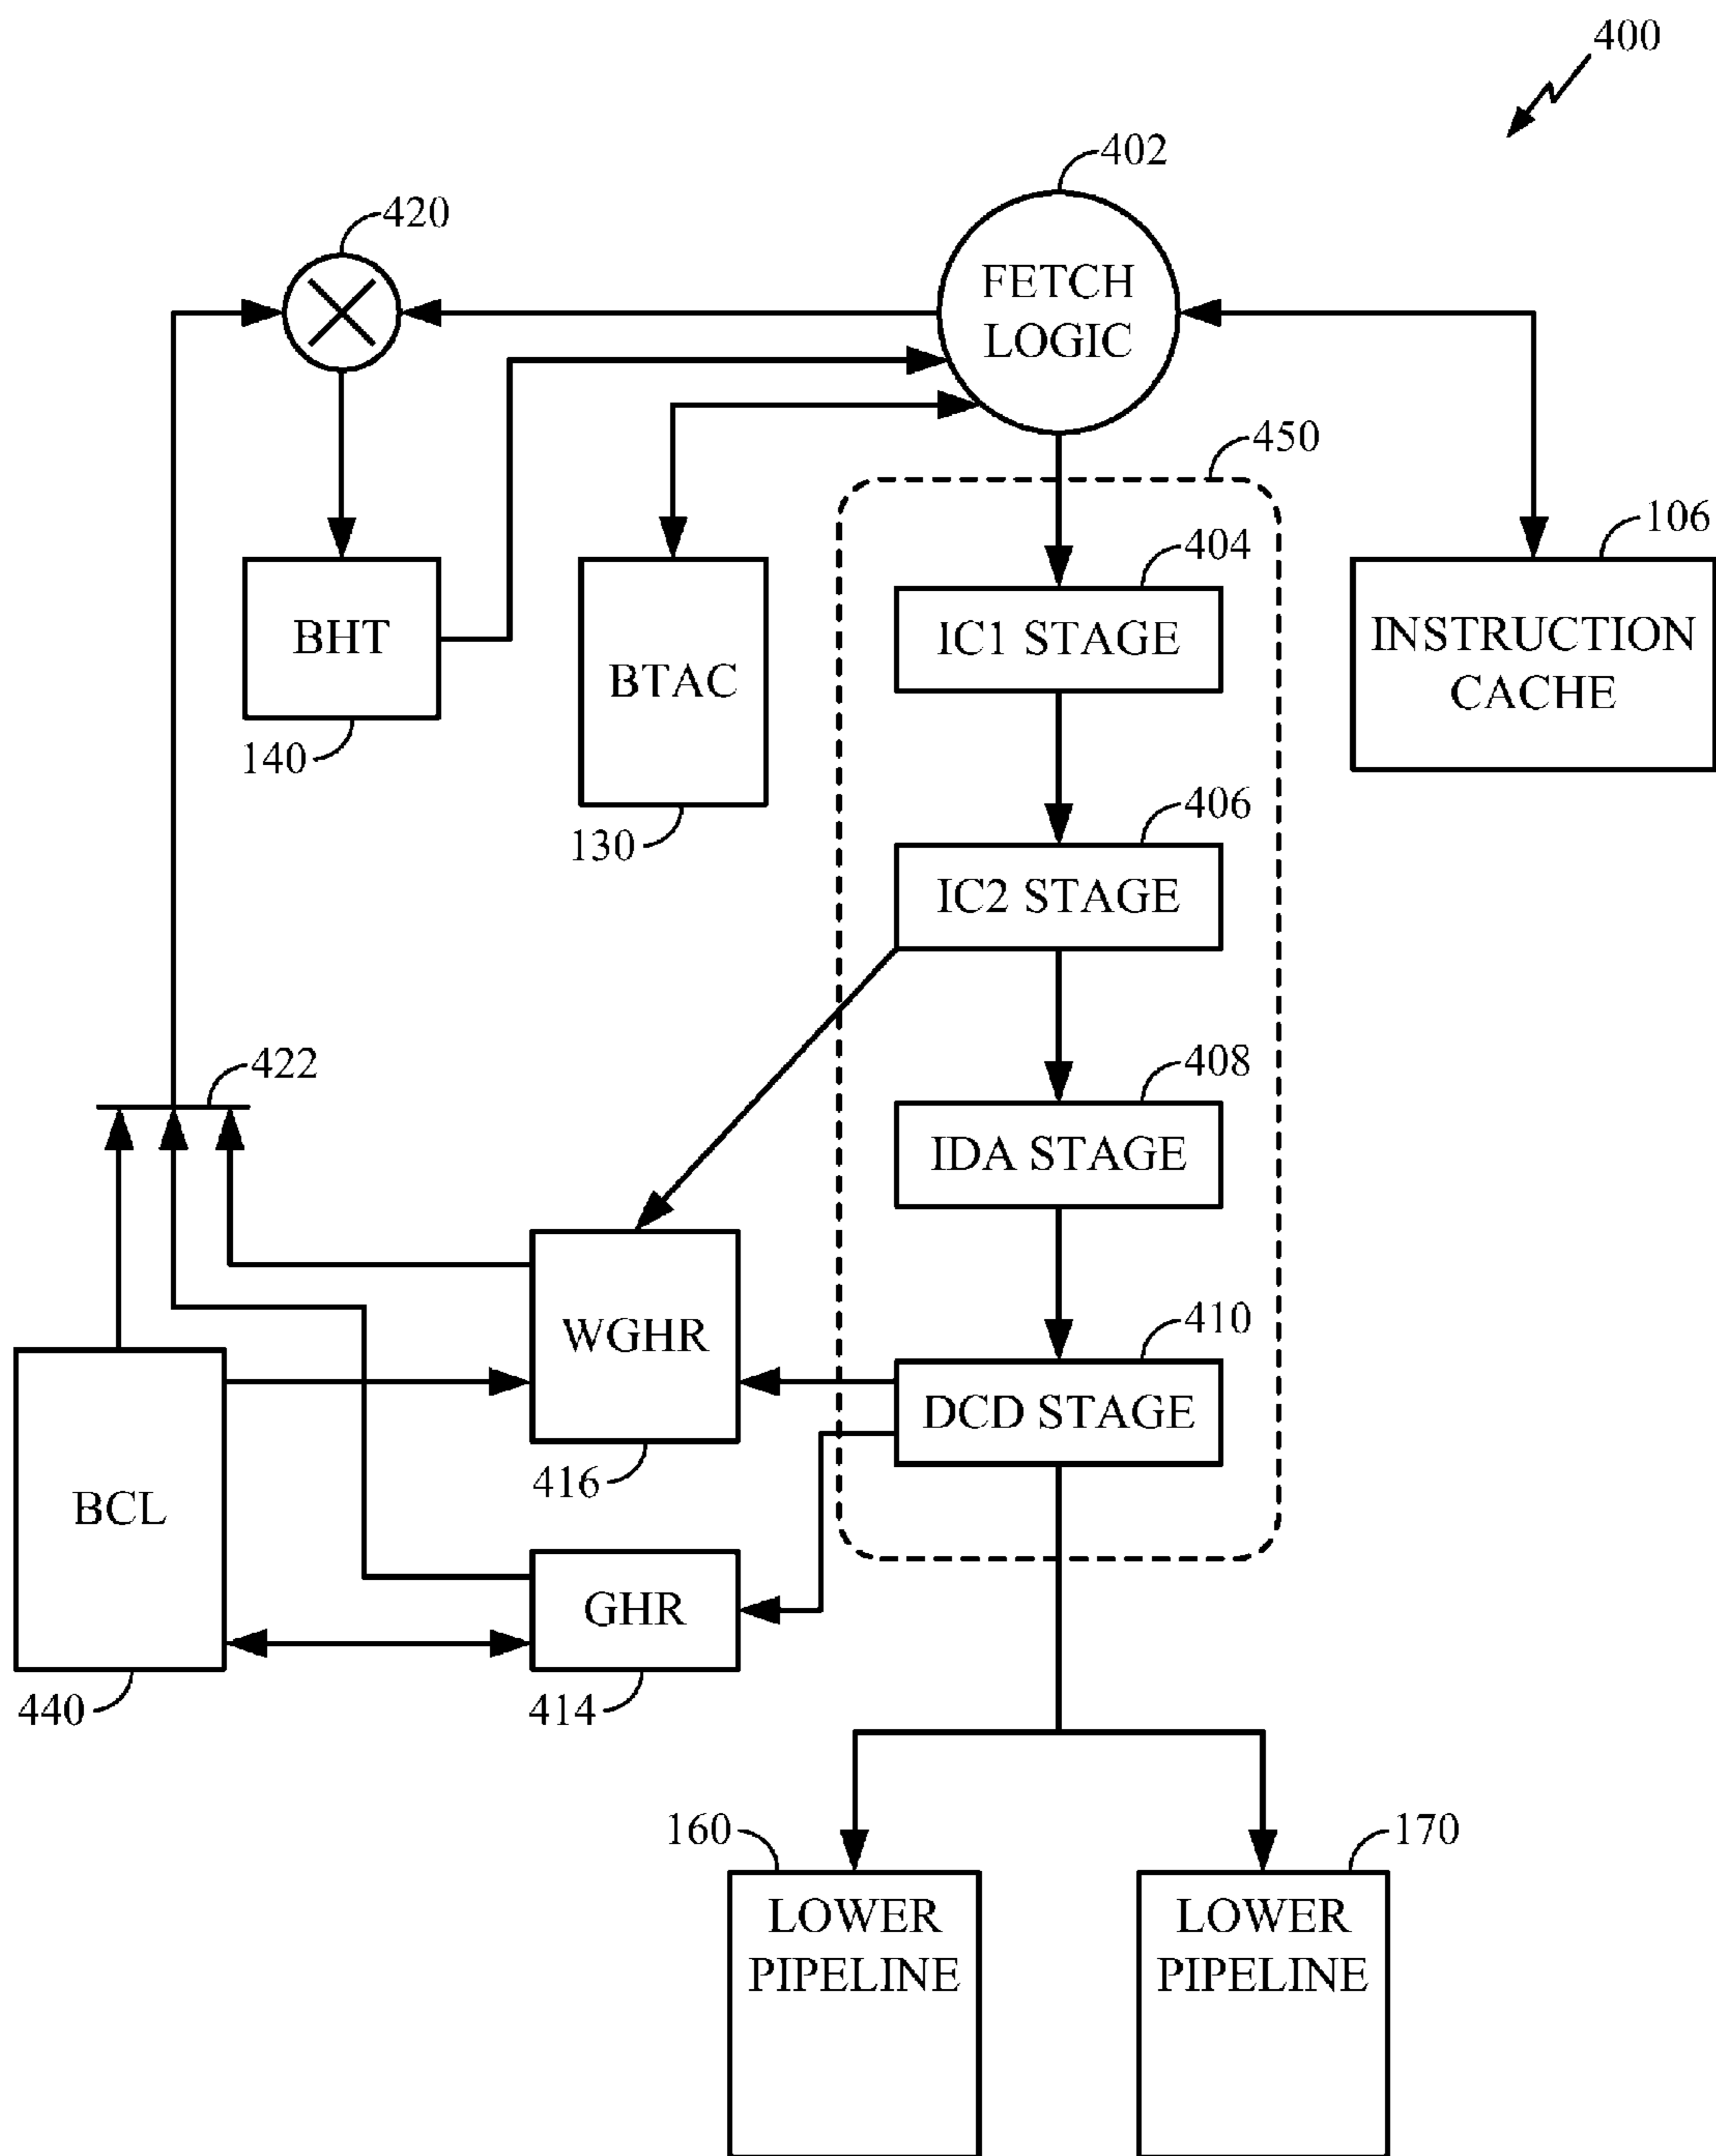 400
402
420
FETCH
LOGIC
450
106
404
INSTRUCTION
CACHE
BHT
140
BTAC
130
IC1 STAGE
406
IC2 STAGE
422
408
IDA STAGE
WGHR
416
410
DCD STAGE
BCL
440
GHR
414
160
170
LOWER
PIPELINE
LOWER
PIPELINE